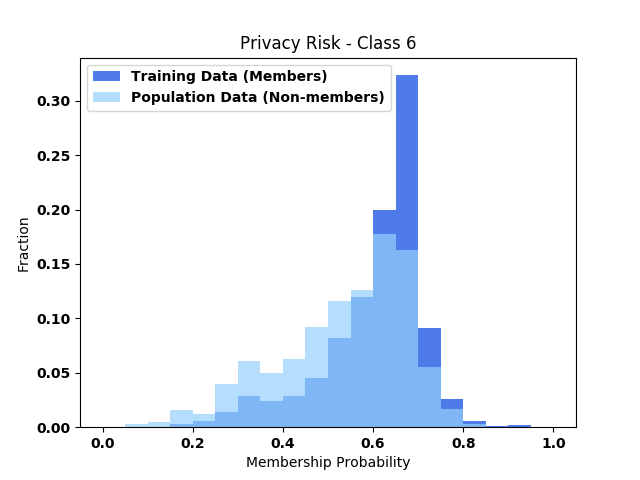 Privacy Risk - Class 6
Training Data (Members)
Population Data (Non-members)
0.30
0.25
0.20
0.15
0.10
0.05
0.00
Fraction
0.0 0.2 0.4 0.6 0.8 1.0
Membership Probability